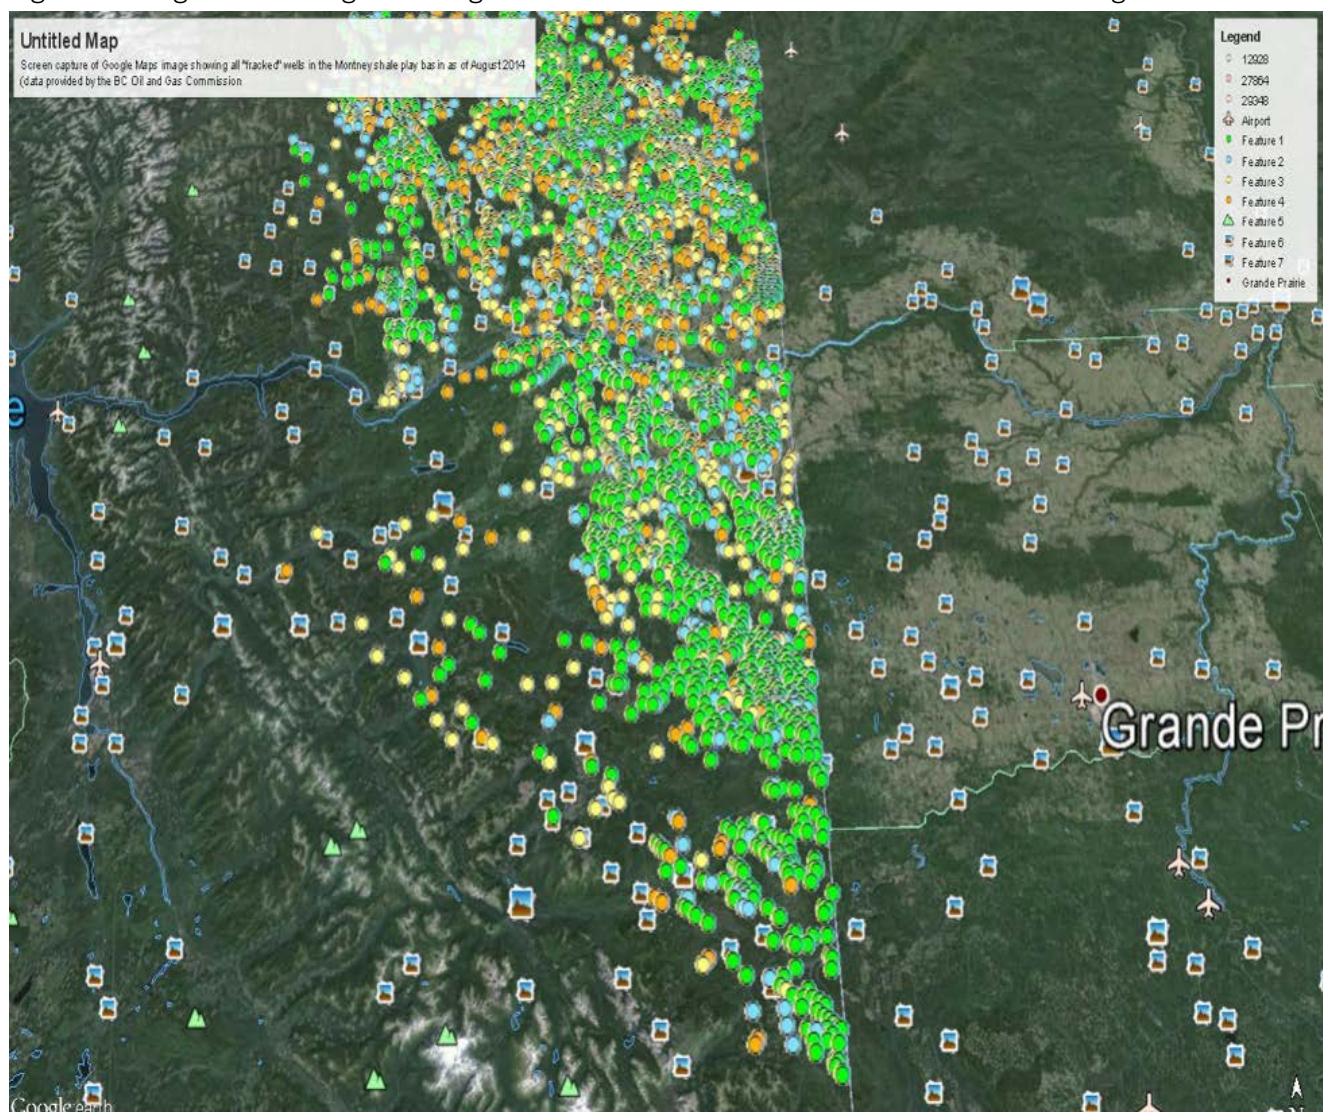 Untitled Map
Screen capture of Google Maps image showing all "fracked" wells in the Montney shale play basin as of August 2014
(data provided by the BC Oil and Gas Commission
Legend
12928
27864
29348
Airport
Feature 1
Feature 2
Feature 3
Feature 4
Feature 5
Feature 6
Feature 7
Grande Prairie
e
Grande Pr
Google earth